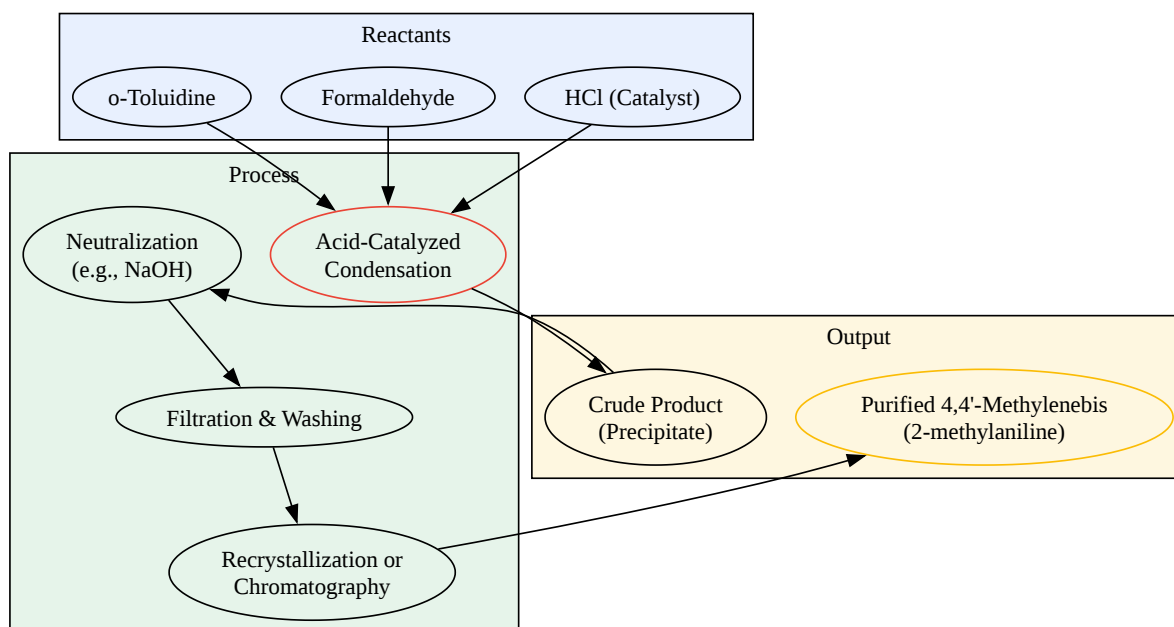 Reactants
o-Toluidine
Formaldehyde
HCl (Catalyst)
Process
Neutralization
(e.g., NaOH)
Acid-Catalyzed
Condensation
Output
Filtration & Washing
Crude Product
(Precipitate)
Purified 4,4'-Methylenebis
(2-methylaniline)
Recrystallization or
Chromatography